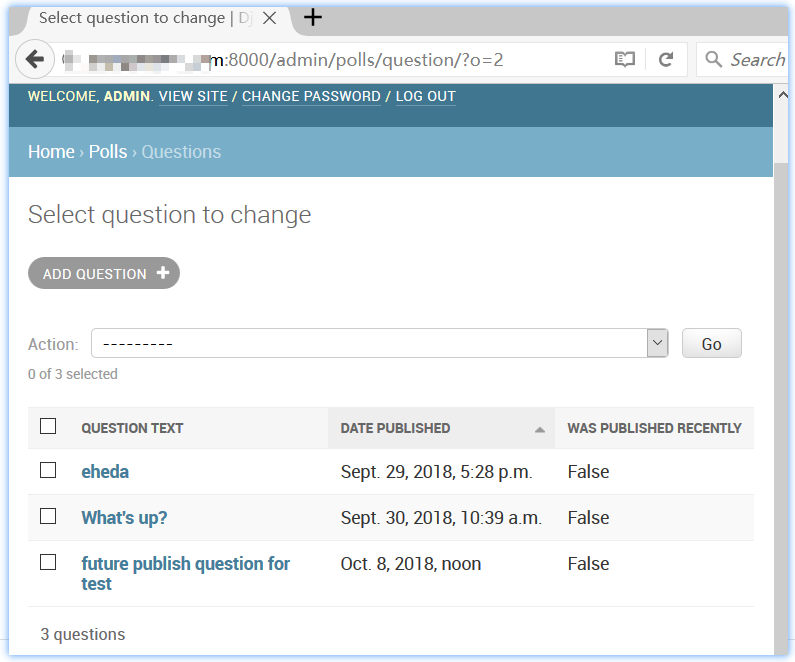 Select question to change | Dj
m:8000/admin/polls/question/?o=2
Search
WELCOME, ADMIN. VIEW SITE / CHANGE PASSWORD / LOG OUT
Home › Polls › Questions
Select question to change
ADD QUESTION +
Action: --------- Go
0 of 3 selected
QUESTION TEXT DATE PUBLISHED WAS PUBLISHED RECENTLY
eheda Sept. 29, 2018, 5:28 p.m. False
What's up? Sept. 30, 2018, 10:39 a.m. False
future publish question for Oct. 8, 2018, noon False
test
3 questions